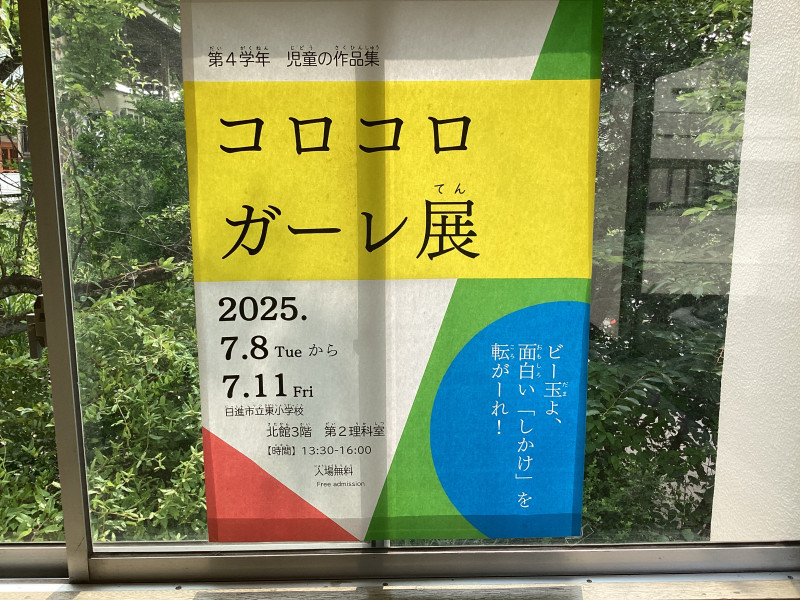 第4学年 児童の作品集
コロコロ
ガーレ展
2025.
7.8 Tue から
7.11 Fri
日進市立東小学校
北館3階 第2理科室
【時間】13:30-16:00
入場無料
Free admission
ビー玉よ、
面白い「しかけ」を
転がーれ!